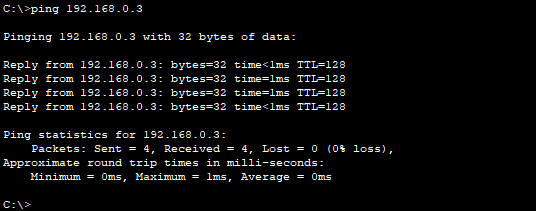 C:\>ping 192.168.0.3
Pinging 192.168.0.3 with 32 bytes of data:
Reply from 192.168.0.3: bytes=32 time<1ms TTL=128
Reply from 192.168.0.3: bytes=32 time=1ms TTL=128
Reply from 192.168.0.3: bytes=32 time=0ms TTL=128
Reply from 192.168.0.3: bytes=32 time<1ms TTL=128
Ping statistics for 192.168.0.3:
    Packets: Sent = 4, Received = 4, Lost = 0 (0% loss),
Approximate round trip times in milli-seconds:
    Minimum = 0ms, Maximum = 1ms, Average = 0ms
C:\>